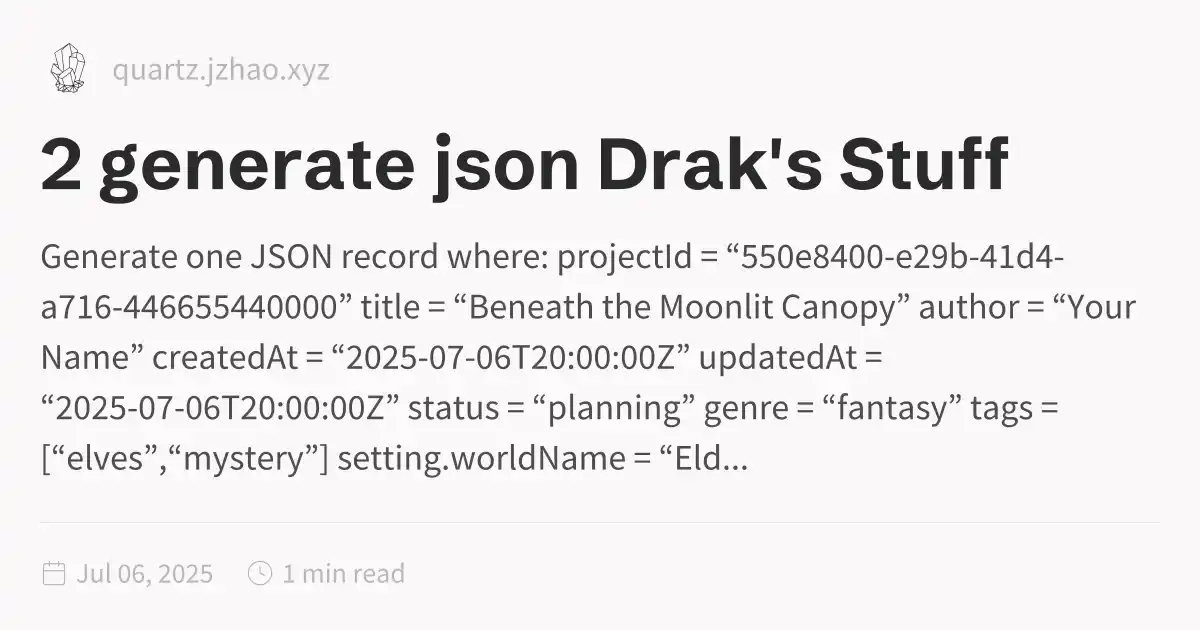 quartz.jzhao.xyz
2 generate json Drak's Stuff
Generate one JSON record where: projectId = “550e8400-e29b-41d4-
a716-446655440000” title = “Beneath the Moonlit Canopy” author = “Your
Name” createdAt = “2025-07-06T20:00:00Z” updatedAt =
“2025-07-06T20:00:00Z” status = “planning” genre = “fantasy” tags =
[“elves”,“mystery”] setting.worldName = “Eld...
Jul 06, 2025 1 min read